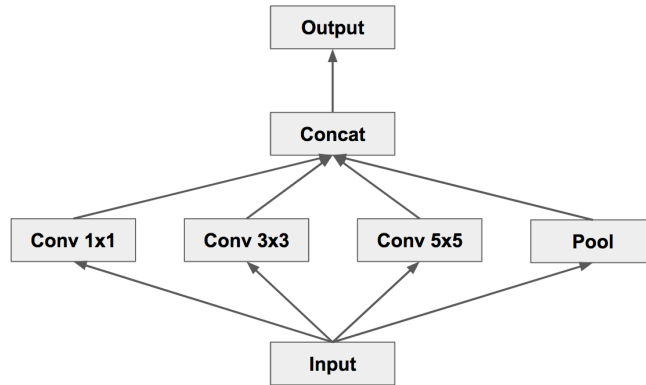 Output
Concat
Conv 1x1
Conv 3x3
Conv 5x5
Pool
Input